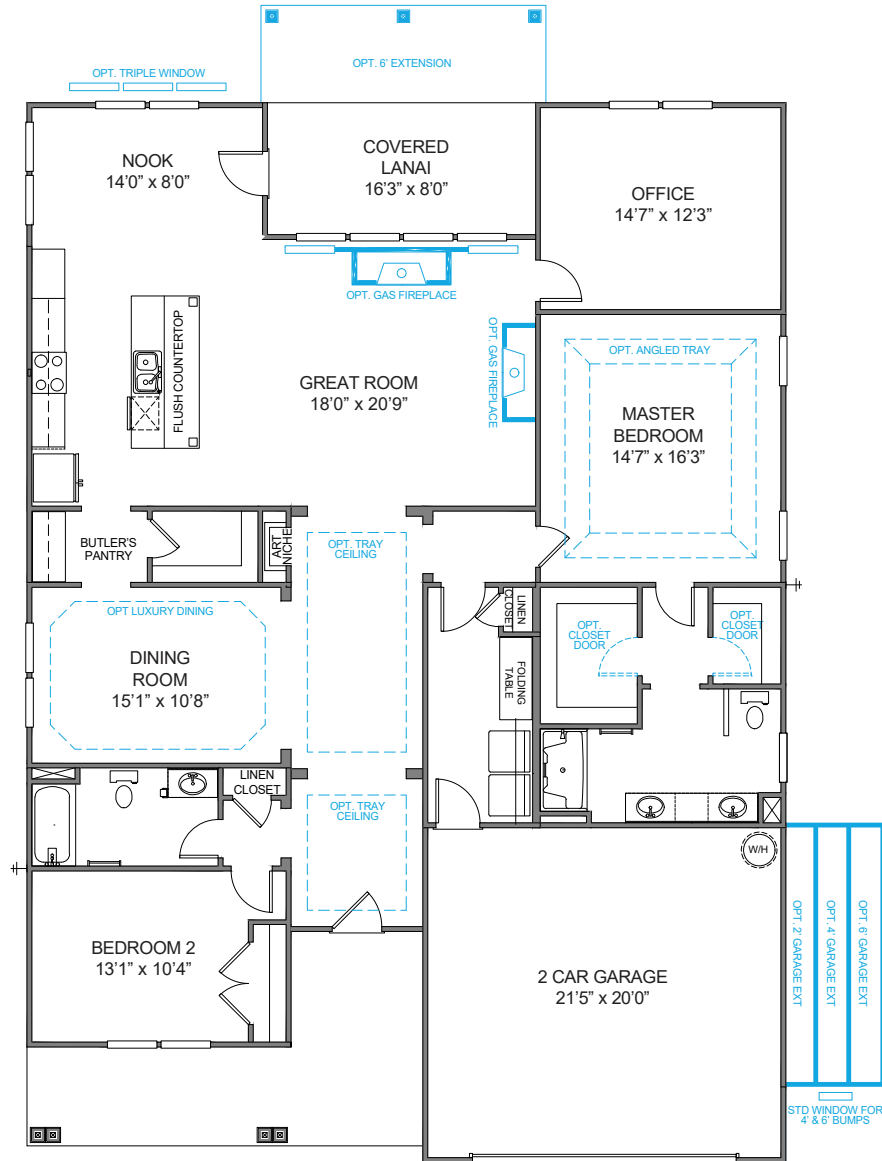 OPT. TRIPLE WINDOW
OPT. 6' EXTENSION
NOOK
14'0" x 8'0"
COVERED
LANAI
16'3" x 8'0"
OFFICE
14'7" x 12'3"
OPT. GAS FIREPLACE
FLUSH COUNTERTOP
GREAT ROOM
18'0" x 20'9"
OPT. GAS
FIREPLACE
OPT. ANGLED TRAY
MASTER
BEDROOM
14'7" x 16'3"
BUTLER'S
PANTRY
ART
NICHE
OPT. TRAY
CEILING
OPT LUXURY DINING
DINING
ROOM
15'1" x 10'8"
LINEN
CLOSET
OPT.
CLOSET
DOOR
OPT.
CLOSET
DOOR
FOLDING
TABLE
LINEN
CLOSET
OPT. TRAY
CEILING
W/H
BEDROOM 2
13'1" x 10'4"
2 CAR GARAGE
21'5" x 20'0"
OPT. 2' GARAGE EXT
OPT. 4' GARAGE EXT
OPT. 6' GARAGE EXT
STD WINDOW FOR
4' & 6' BUMPS